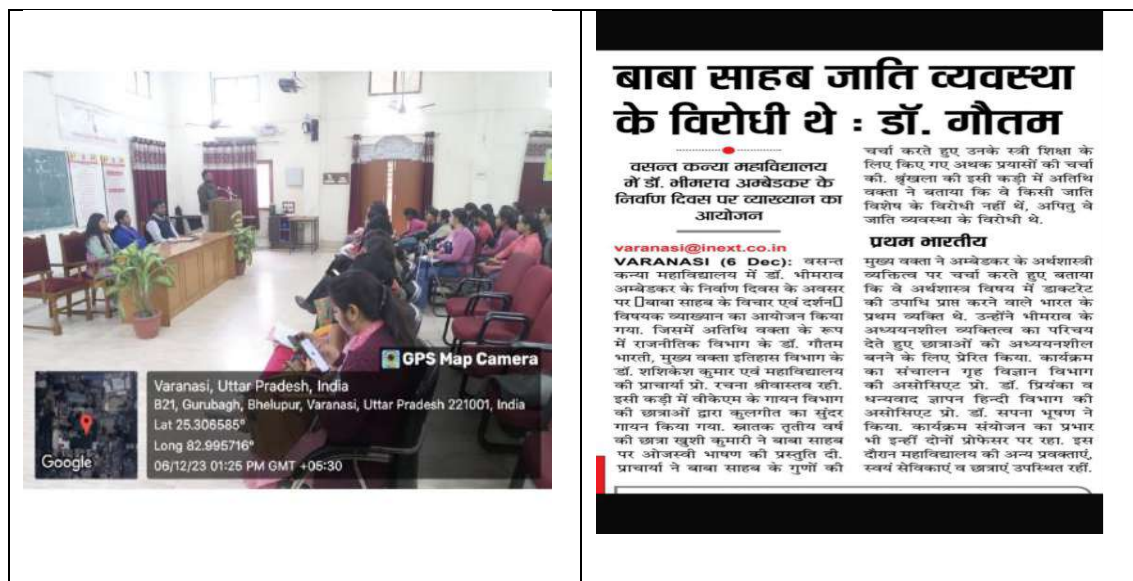 GPS Map Camera
Varanasi, Uttar Pradesh, India
B21, Gurubagh, Bhelupur, Varanasi, Uttar Pradesh 221001, India
Lat 25.306585°
Long 82.995716°
06/12/23 01:25 PM GMT +05:30
Google
बाबा साहब जाति व्यवस्था
के विरोधी थे : डॉ. गौतम
वसन्त कन्या महाविद्यालय
में डॉ. भीमराव अम्बेडकर के
निर्वाण दिवस पर व्याख्यान का
आयोजन
varanasi@inext.co.in
VARANASI (6 Dec): वसन्त
कन्या महाविद्यालय में डॉ. भीमराव
अम्बेडकर के निर्वाण दिवस के अवसर
पर बाबा साहब के विचार एवं दर्शन
विषयक व्याख्यान का आयोजन किया
गया. जिसमें अतिथि वक्ता के रूप
में राजनीतिक विभाग के डॉ. गौतम
भारती, मुख्य वक्ता इतिहास विभाग के
डॉ. शशिकेश कुमार एवं महाविद्यालय
की प्राचार्या प्रो. रचना श्रीवास्तव रही.
इसी कड़ी में वीकेएम के गायन विभाग
की छात्राओं द्वारा कुलगीत का सुंदर
गायन किया गया. स्नातक तृतीय वर्ष
की छात्रा खुशी कुमारी ने बाबा साहब
पर ओजस्वी भाषण की प्रस्तुति दी.
प्राचार्या ने बाबा साहब के गुणों की
चर्चा करते हुए उनके स्त्री शिक्षा के
लिए किए गए अथक प्रयासों की चर्चा
की. श्रृंखला की इसी कड़ी में अतिथि
वक्ता ने बताया कि वे किसी जाति
विशेष के विरोधी नहीं थें, अपितु वे
जाति व्यवस्था के विरोधी थे.
प्रथम भारतीय
मुख्य वक्ता ने अम्बेडकर के अर्थशास्त्री
व्यक्तित्व पर चर्चा करते हुए बताया
कि वे अर्थशास्त्र विषय में डाक्टरेट
की उपाधि प्राप्त करने वाले भारत के
प्रथम व्यक्ति थे. उन्होंने भीमराव के
अध्ययनशील व्यक्तित्व का परिचय
देते हुए छात्राओं को अध्ययनशील
बनने के लिए प्रेरित किया. कार्यक्रम
का संचालन गृह विज्ञान विभाग
की असोसिएट प्रो. डॉ. प्रियंका व
धन्यवाद ज्ञापन हिन्दी विभाग की
असोसिएट प्रो. डॉ. सपना भूषण ने
किया. कार्यक्रम संयोजन का प्रभार
भी इन्हीं दोनों प्रोफेसर पर रहा. इस
दौरान महाविद्यालय की अन्य प्रवक्ताएं,
स्वयं सेविकाएं व छात्राएं उपस्थित रहीं.